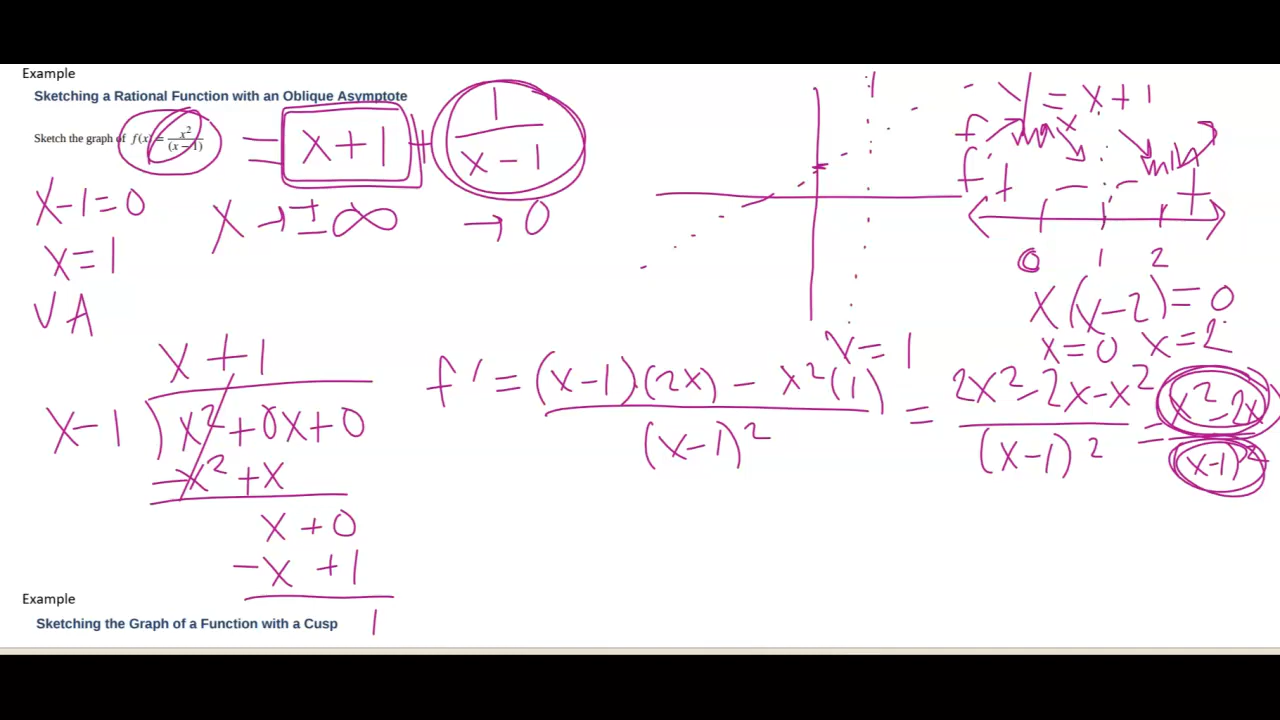 Example
Sketching a Rational Function with an Oblique Asymptote
Sketch the graph of f(x) = x²/(x − 1) = x + 1 + 1/(x − 1)
x → ±∞ → 0
x−1=0
x=1
VA
x + 1
x−1 ) x² + 0x + 0
−x² + x
x + 0
−x + 1
1
1
y = x+1
f max x min
f' + − − +
0 1 2
x(x−2)=0
x=0 x=2
x=1
f' = ((x−1)·(2x) − x²(1))/(x−1)² = (2x²−2x−x²)/(x−1)² = (x²−2x)/(x−1)²
Example
Sketching the Graph of a Function with a Cusp